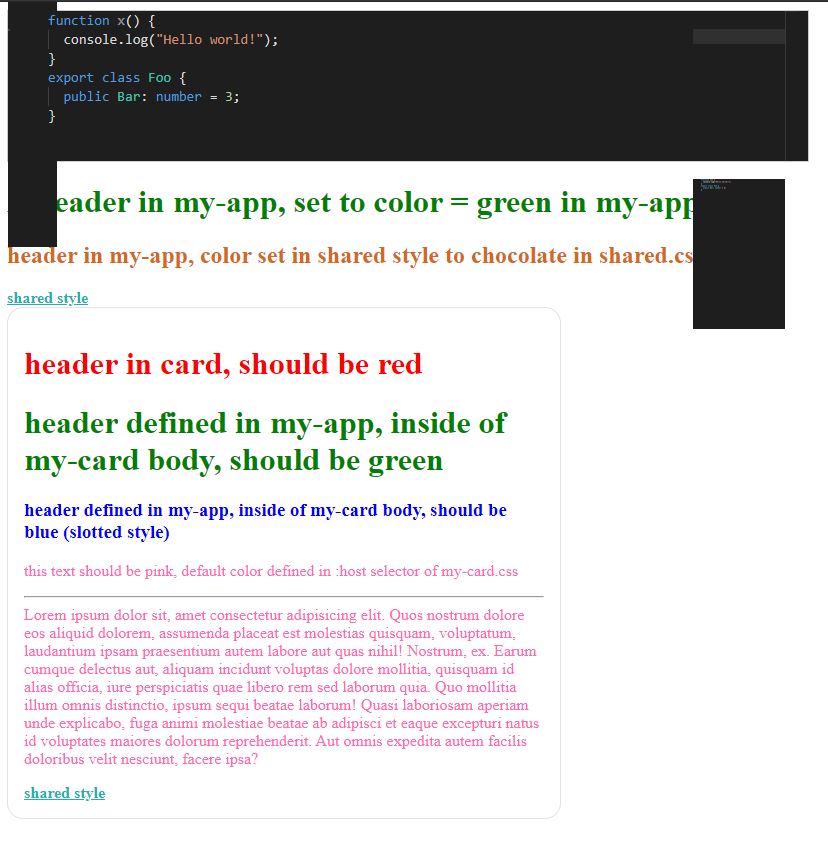 function x() {
console.log("Hello world!");
}
export class Foo {
public Bar: number = 3;
}
eader in my-app, set to color = green in my-app
header in my-app, color set in shared style to chocolate in shared.cs
shared style
header in card, should be red
header defined in my-app, inside of
my-card body, should be green
header defined in my-app, inside of my-card body, should be
blue (slotted style)
this text should be pink, default color defined in :host selector of my-card.css
Lorem ipsum dolor sit, amet consectetur adipisicing elit. Quos nostrum dolore
eos aliquid dolorem, assumenda placeat est molestias quisquam, voluptatum,
laudantium ipsam praesentium autem labore aut quas nihil! Nostrum, ex. Earum
cumque delectus aut, aliquam incidunt voluptas dolore mollitia, quisquam id
alias officia, iure perspiciatis quae libero rem sed laborum quia. Quo mollitia
illum omnis distinctio, ipsum sequi beatae laborum! Quasi laboriosam aperiam
unde explicabo, fuga animi molestiae beatae ab adipisci et eaque excepturi natus
id voluptates maiores dolorum reprehenderit. Aut omnis expedita autem facilis
doloribus velit nesciunt, facere ipsa?
shared style